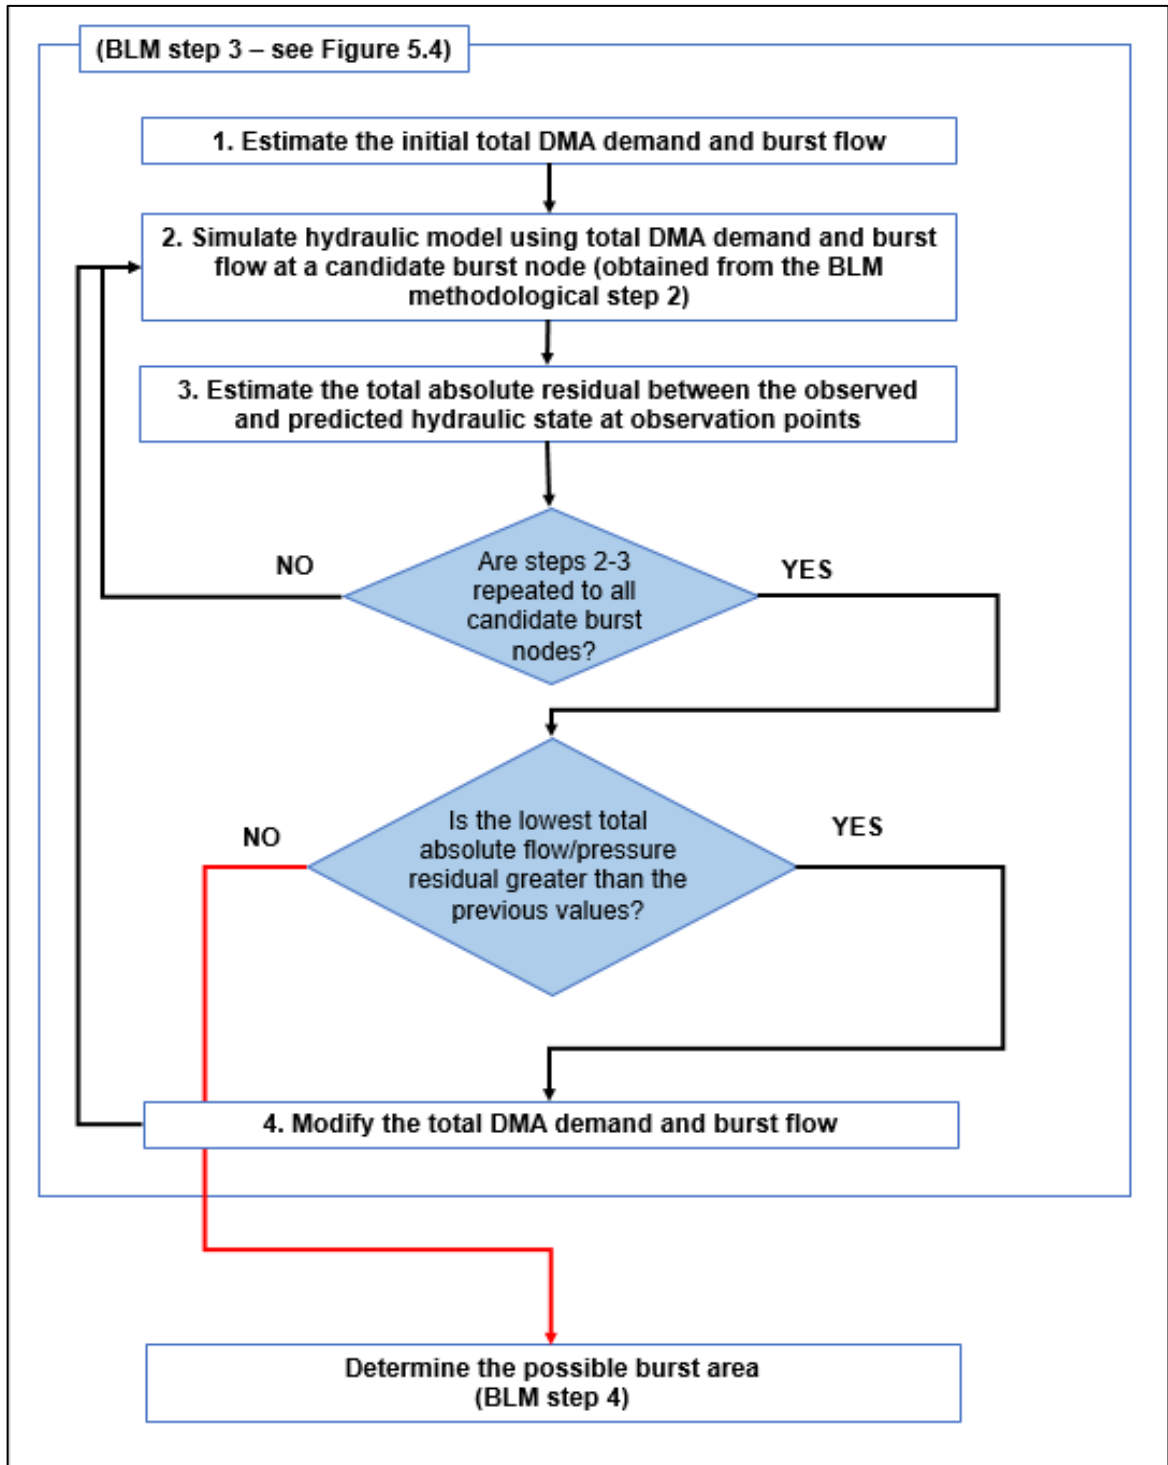 (BLM step 3 – see Figure 5.4)
1. Estimate the initial total DMA demand and burst flow
2. Simulate hydraulic model using total DMA demand and burst
flow at a candidate burst node (obtained from the BLM
methodological step 2)
3. Estimate the total absolute residual between the observed
and predicted hydraulic state at observation points
Are steps 2-3
repeated to all
candidate burst
nodes?
NO
YES
Is the lowest total
absolute flow/pressure
residual greater than the
previous values?
NO
YES
4. Modify the total DMA demand and burst flow
Determine the possible burst area
(BLM step 4)